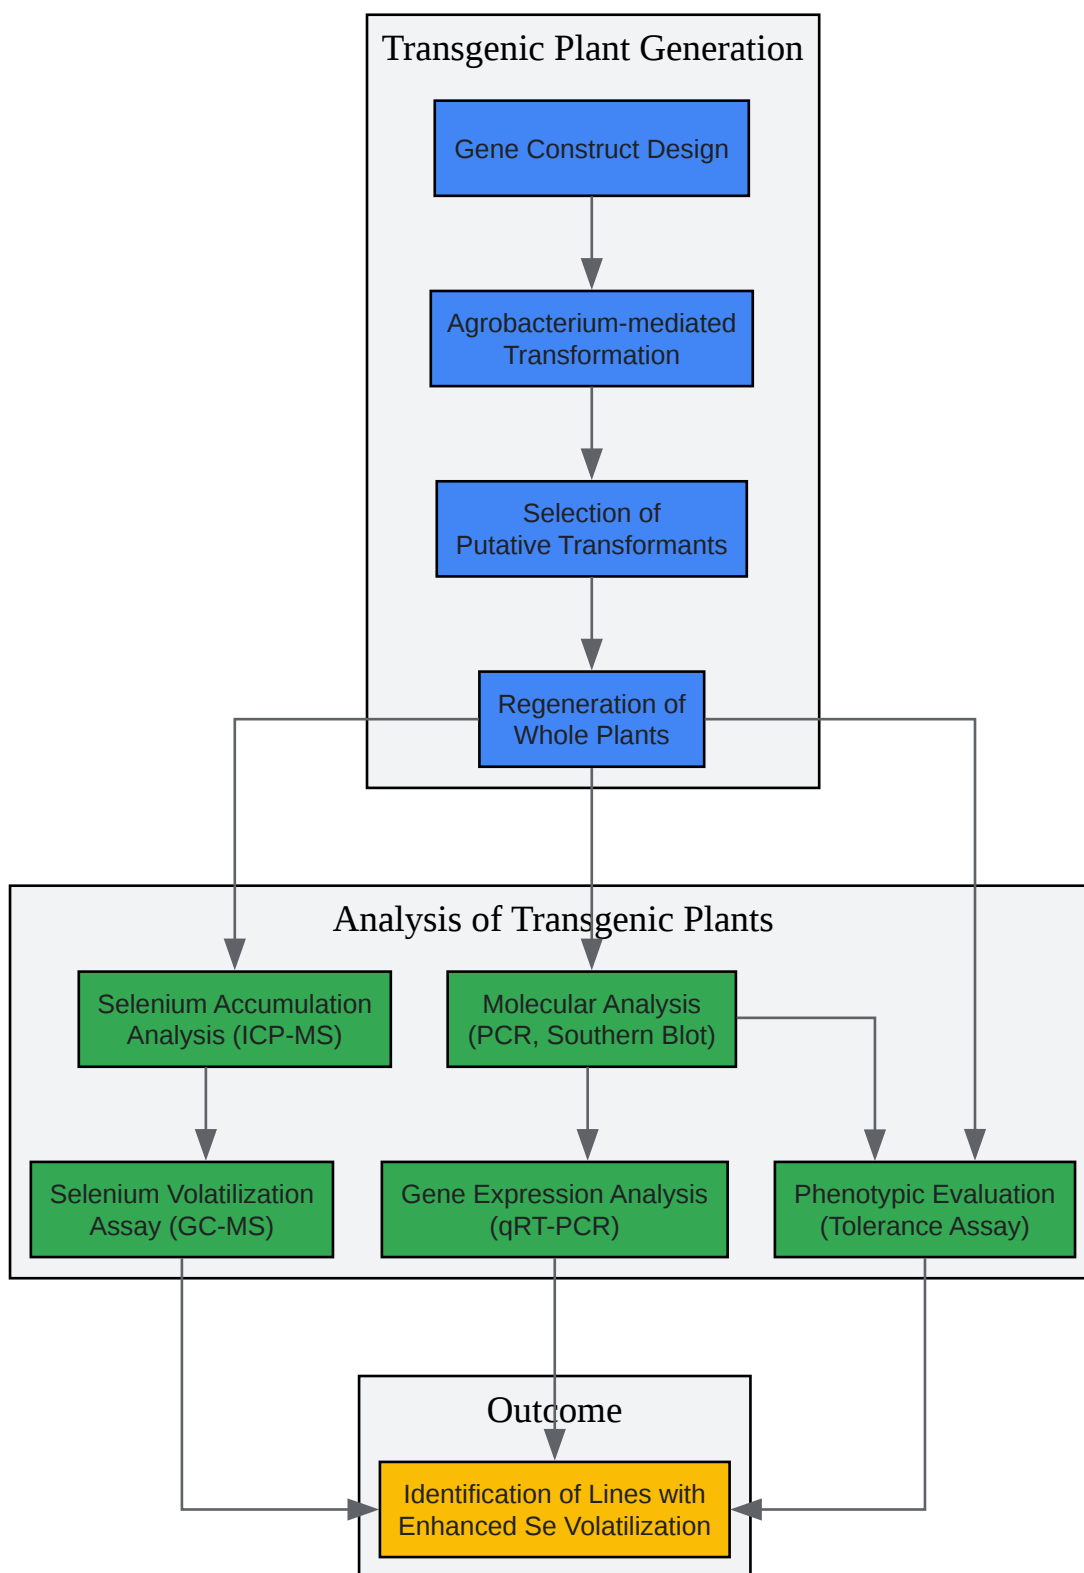 Transgenic Plant Generation
Gene Construct Design
Agrobacterium-mediated
Transformation
Selection of
Putative Transformants
Regeneration of
Whole Plants
Analysis of Transgenic Plants
Selenium Accumulation
Analysis (ICP-MS)
Molecular Analysis
(PCR, Southern Blot)
Selenium Volatilization
Assay (GC-MS)
Gene Expression Analysis
(qRT-PCR)
Phenotypic Evaluation
(Tolerance Assay)
Outcome
Identification of Lines with
Enhanced Se Volatilization